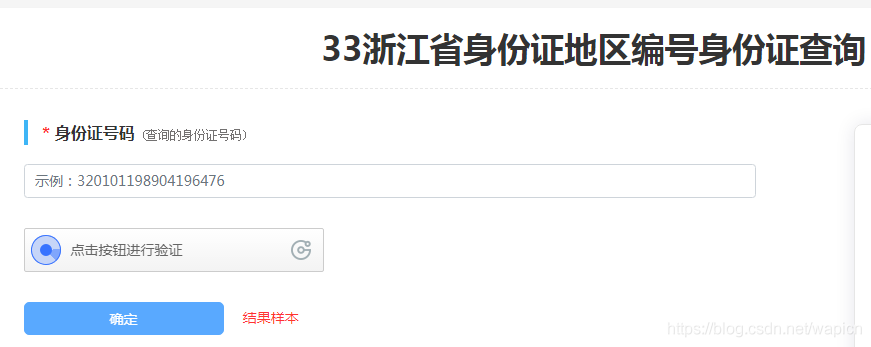 33浙江省身份证地区编号身份证查询
* 身份证号码 (查询的身份证号码)
示例：320101198904196476
点击按钮进行验证
确定 结果样本
https://blog.csdn.net/wapicn